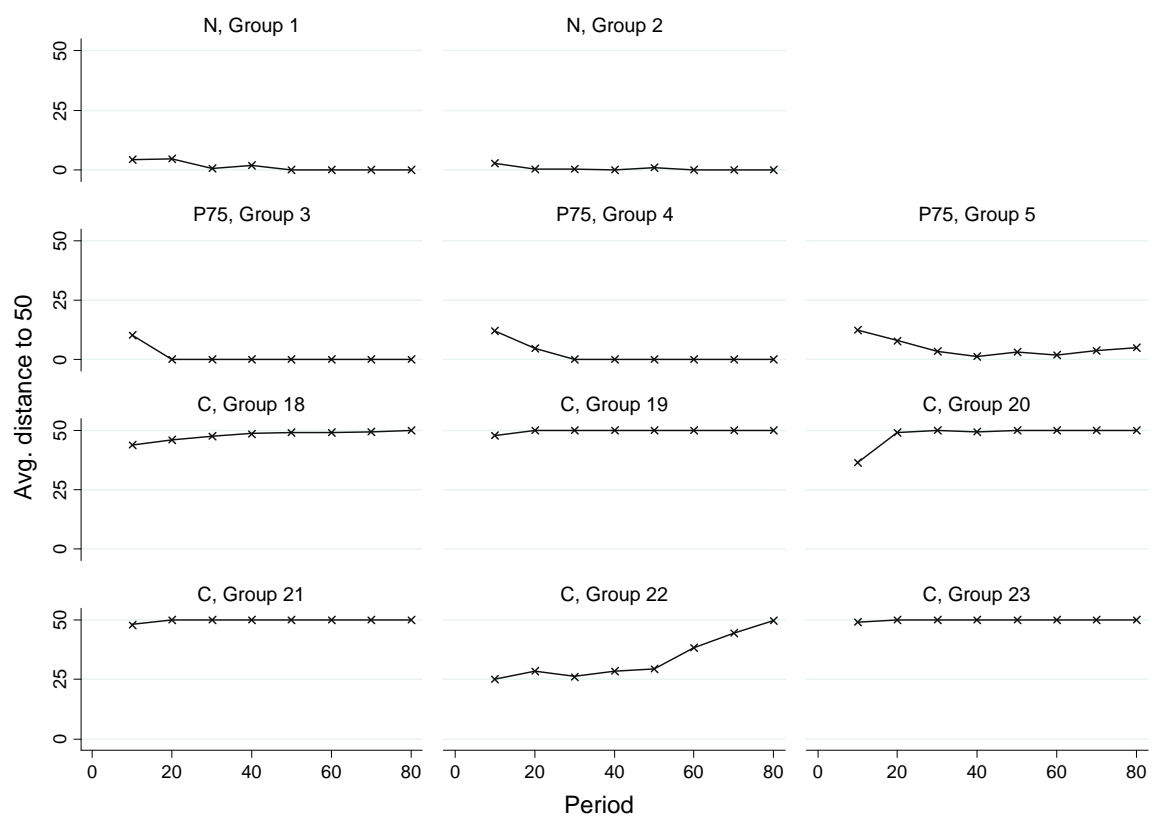 N, Group 1
N, Group 2
50
25
0
P75, Group 3
P75, Group 4
P75, Group 5
50
25
0
C, Group 18
C, Group 19
C, Group 20
50
25
0
C, Group 21
C, Group 22
C, Group 23
50
25
0
0 20 40 60 80
0 20 40 60 80
0 20 40 60 80
Avg. distance to 50
Period